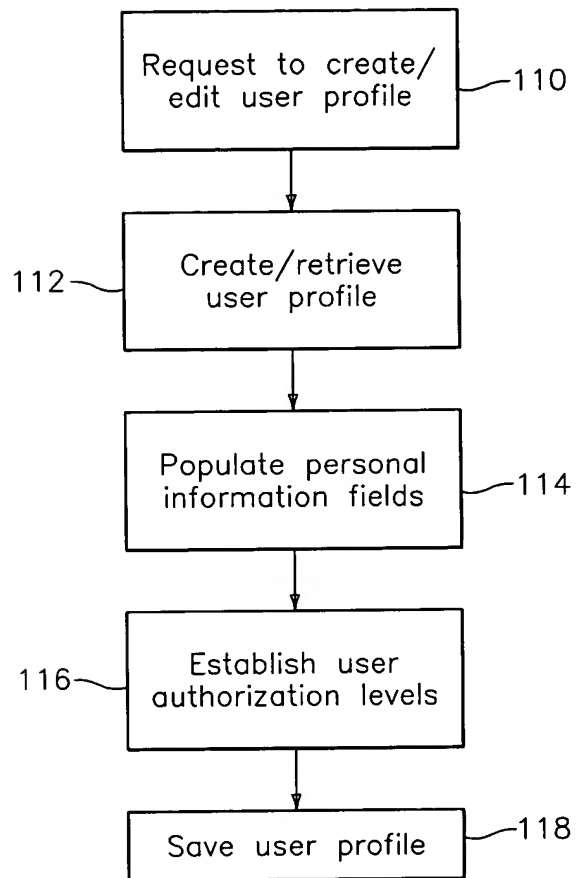 Request to create/
edit user profile
110
Create/retrieve
user profile
112
Populate personal
information fields
114
Establish user
authorization levels
116
Save user profile
118